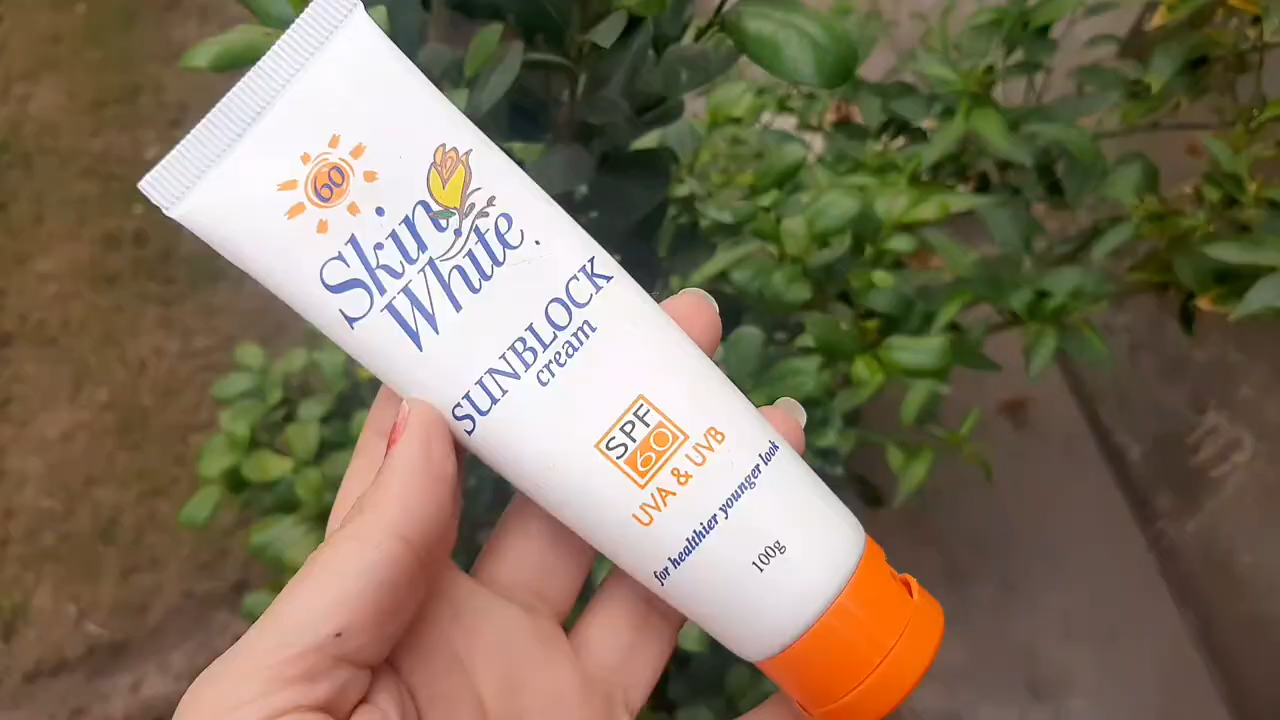 60
Skin
White
SUNBLOCK
cream
SPF
60
UVA & UVB
for healthier younger look
100g